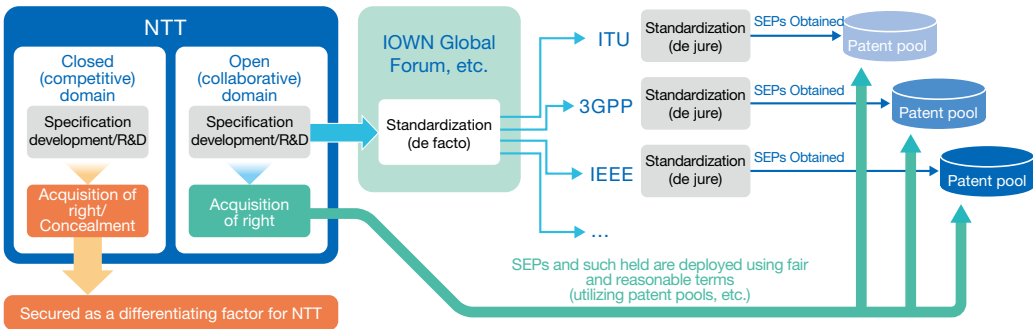 NTT
Closed
(competitive)
domain
Specification
development/R&D
Acquisition of
right/
Concealment
Secured as a differentiating factor for NTT
Open
(collaborative)
domain
Specification
development/R&D
Acquisition
of right
IOWN Global
Forum, etc.
Standardization
(de facto)
ITU
Standardization
(de jure)
SEPs Obtained
Patent pool
3GPP
Standardization
(de jure)
SEPs Obtained
Patent pool
IEEE
Standardization
(de jure)
SEPs Obtained
Patent pool
...
SEPs and such held are deployed using fair
and reasonable terms
(utilizing patent pools, etc.)